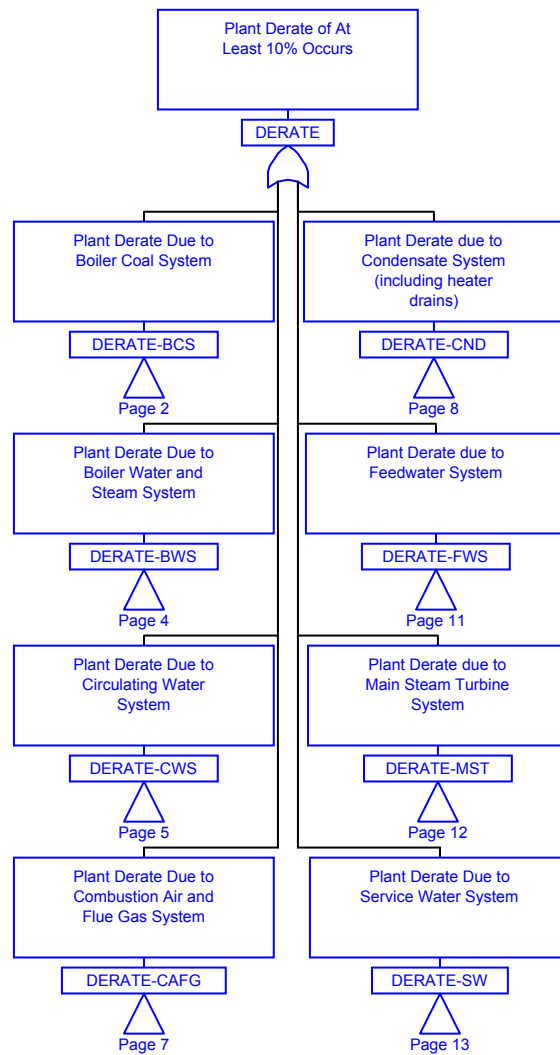 Plant Derate of At
Least 10% Occurs
DERATE
Plant Derate Due to
Boiler Coal System
DERATE-BCS
Page 2
Plant Derate due to
Condensate System
(including heater
drains)
DERATE-CND
Page 8
Plant Derate Due to
Boiler Water and
Steam System
DERATE-BWS
Page 4
Plant Derate due to
Feedwater System
DERATE-FWS
Page 11
Plant Derate Due to
Circulating Water
System
DERATE-CWS
Page 5
Plant Derate due to
Main Steam Turbine
System
DERATE-MST
Page 12
Plant Derate Due to
Combustion Air and
Flue Gas System
DERATE-CAFG
Page 7
Plant Derate Due to
Service Water System
DERATE-SW
Page 13